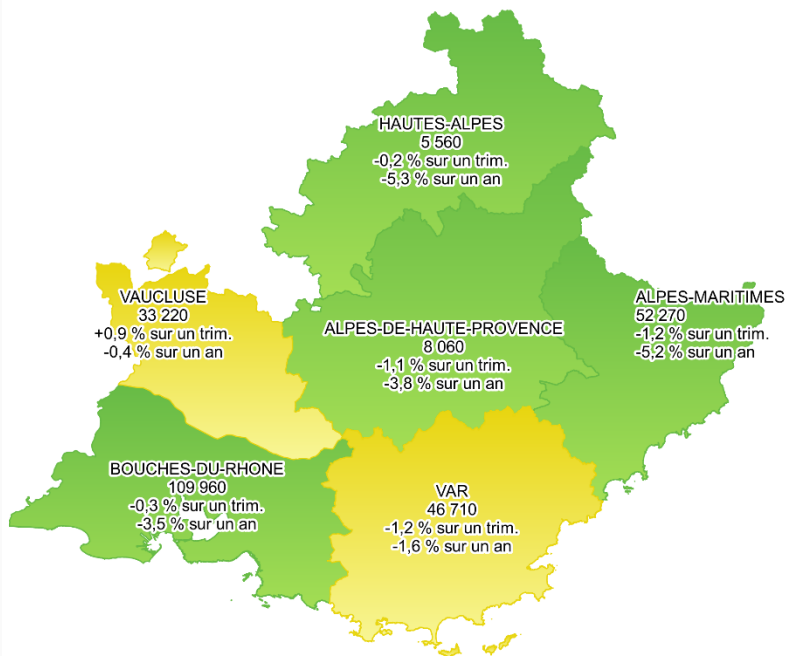 HAUTES-ALPES
5 560
-0,2 % sur un trim.
-5,3 % sur un an
VAUCLUSE
33 220
+0,9 % sur un trim.
-0,4 % sur un an
ALPES-DE-HAUTE-PROVENCE
8 060
-1,1 % sur un trim.
-3,8 % sur un an
ALPES-MARITIMES
52 270
-1,2 % sur un trim.
-5,2 % sur un an
BOUCHES-DU-RHONE
109 960
-0,3 % sur un trim.
-3,5 % sur un an
VAR
46 710
-1,2 % sur un trim.
-1,6 % sur un an